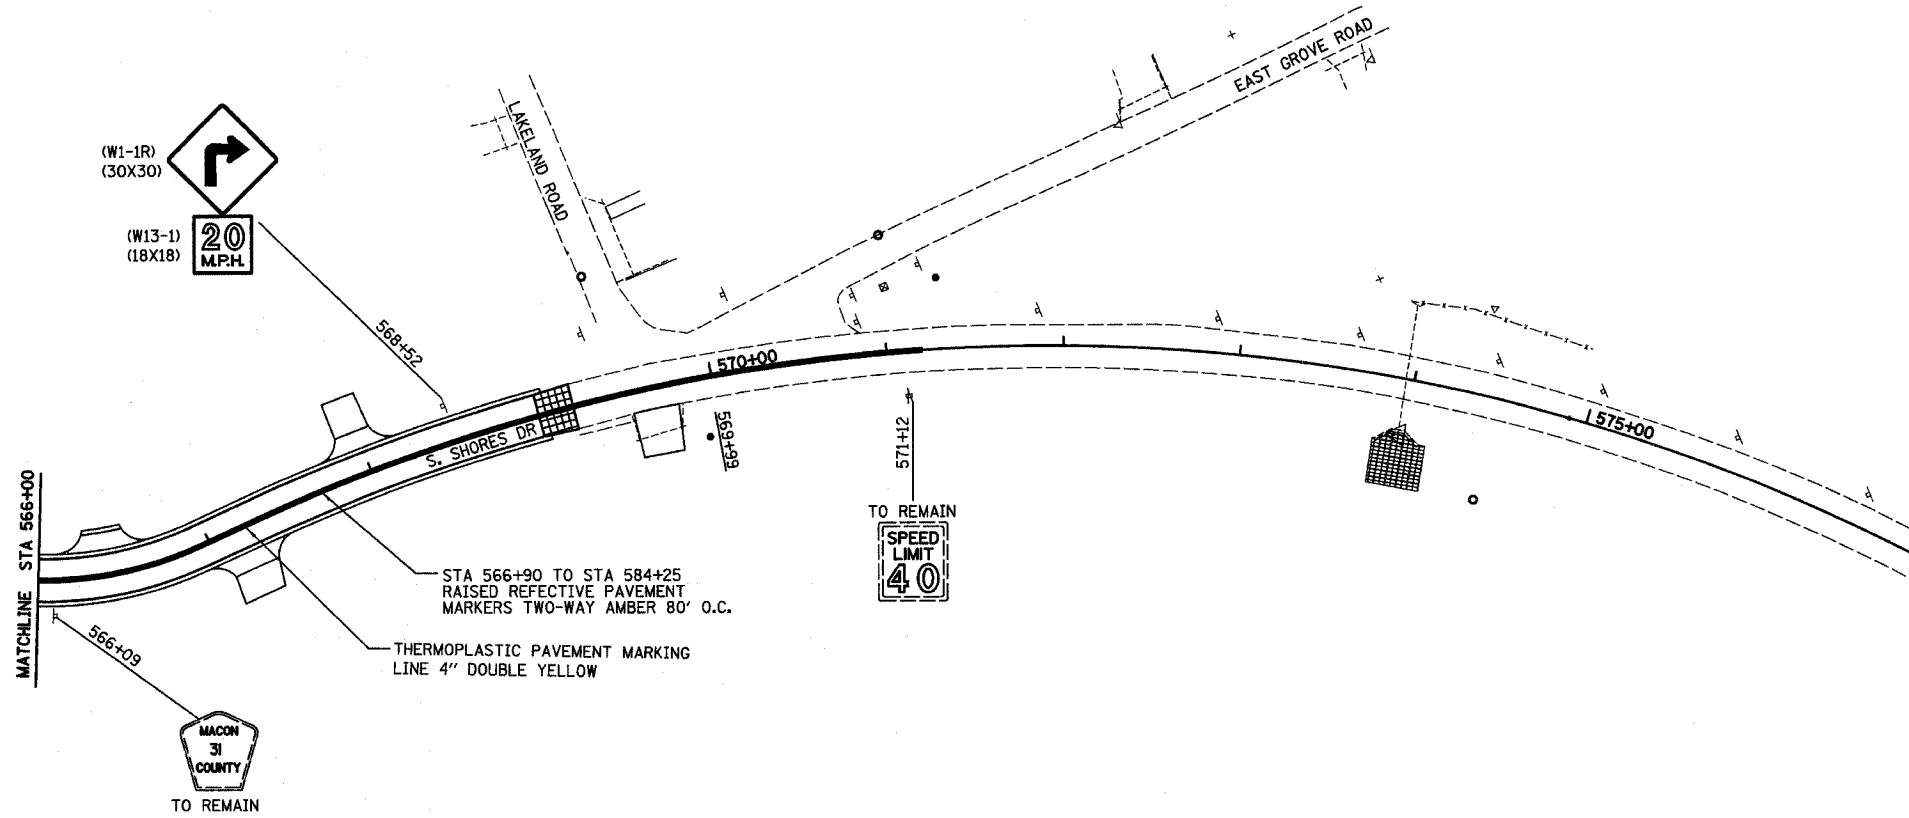 EAST GROVE ROAD
LAKELAND ROAD
(W1-1R)
(30X30)
(W13-1)
(18X18)
20
M.P.H.
568+52
570+00
S. SHORES DR
569+69
571+12
575+00
TO REMAIN
SPEED
LIMIT
40
MATCHLINE STA 566+00
STA 566+90 TO STA 584+25
RAISED REFECTIVE PAVEMENT
MARKERS TWO-WAY AMBER 80' O.C.
THERMOPLASTIC PAVEMENT MARKING
LINE 4" DOUBLE YELLOW
566+09
MACON
31
COUNTY
TO REMAIN